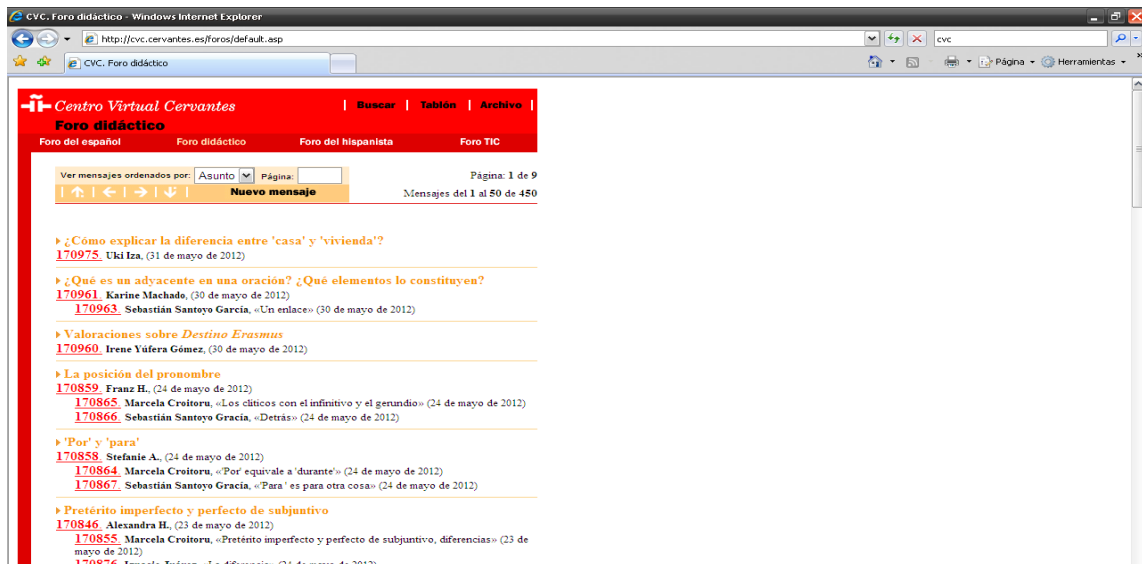 CVC. Foro didáctico - Windows Internet Explorer
http://cvc.cervantes.es/foros/default.asp
cvc
CVC. Foro didáctico
Página
Herramientas
Centro Virtual Cervantes
| Buscar | Tablón | Archivo |
Foro didáctico
Foro del español Foro didáctico Foro del hispanista Foro TIC
Ver mensajes ordenados por: Asunto Página:
Página: 1 de 9
Nuevo mensaje
Mensajes del 1 al 50 de 450
¿Cómo explicar la diferencia entre 'casa' y 'vivienda'?
170975. Uki Iza, (31 de mayo de 2012)
¿Qué es un adyacente en una oración? ¿Qué elementos lo constituyen?
170961. Karine Machado, (30 de mayo de 2012)
170963. Sebastián Santoyo García, «Un enlace» (30 de mayo de 2012)
Valoraciones sobre Destino Erasmus
170960. Irene Yúfera Gómez, (30 de mayo de 2012)
La posición del pronombre
170859. Franz H., (24 de mayo de 2012)
170865. Marcela Croitoru, «Los clíticos con el infinitivo y el gerundio» (24 de mayo de 2012)
170866. Sebastián Santoyo Gracía, «Detrás» (24 de mayo de 2012)
'Por' y 'para'
170858. Stefanie A., (24 de mayo de 2012)
170864. Marcela Croitoru, «'Por' equivale a 'durante'» (24 de mayo de 2012)
170867. Sebastián Santoyo Gracía, «'Para ' es para otra cosa» (24 de mayo de 2012)
Pretérito imperfecto y perfecto de subjuntivo
170846. Alexandra H., (23 de mayo de 2012)
170855. Marcela Croitoru, «Pretérito imperfecto y perfecto de subjuntivo, diferencias» (23 de
mayo de 2012)